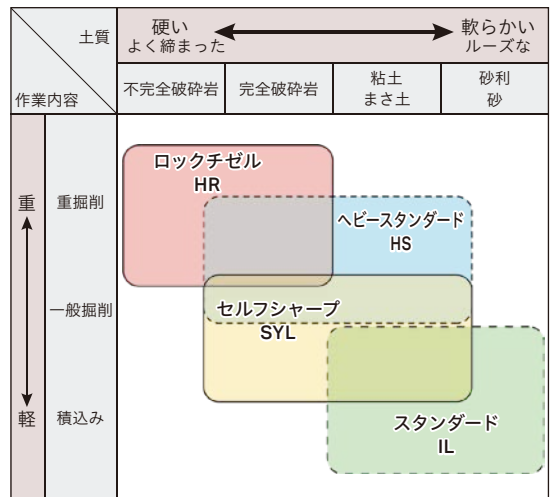 土質
作業内容
硬い
よく締まった
軟らかい
ルーズな
不完全破砕岩
完全破砕岩
粘土
まさ土
砂利
砂
重
軽
重掘削
一般掘削
積込み
ロックチゼル
HR
ヘビースタンダード
HS
セルフシャープ
SYL
スタンダード
IL